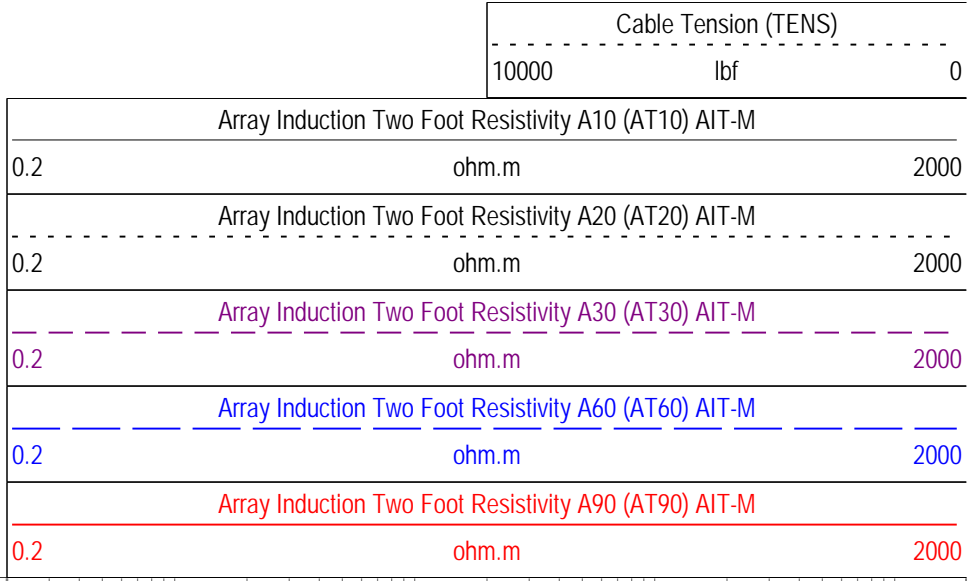 Cable Tension (TENS)
10000 lbf 0
Array Induction Two Foot Resistivity A10 (AT10) AIT-M
0.2 ohm.m 2000
Array Induction Two Foot Resistivity A20 (AT20) AIT-M
0.2 ohm.m 2000
Array Induction Two Foot Resistivity A30 (AT30) AIT-M
0.2 ohm.m 2000
Array Induction Two Foot Resistivity A60 (AT60) AIT-M
0.2 ohm.m 2000
Array Induction Two Foot Resistivity A90 (AT90) AIT-M
0.2 ohm.m 2000